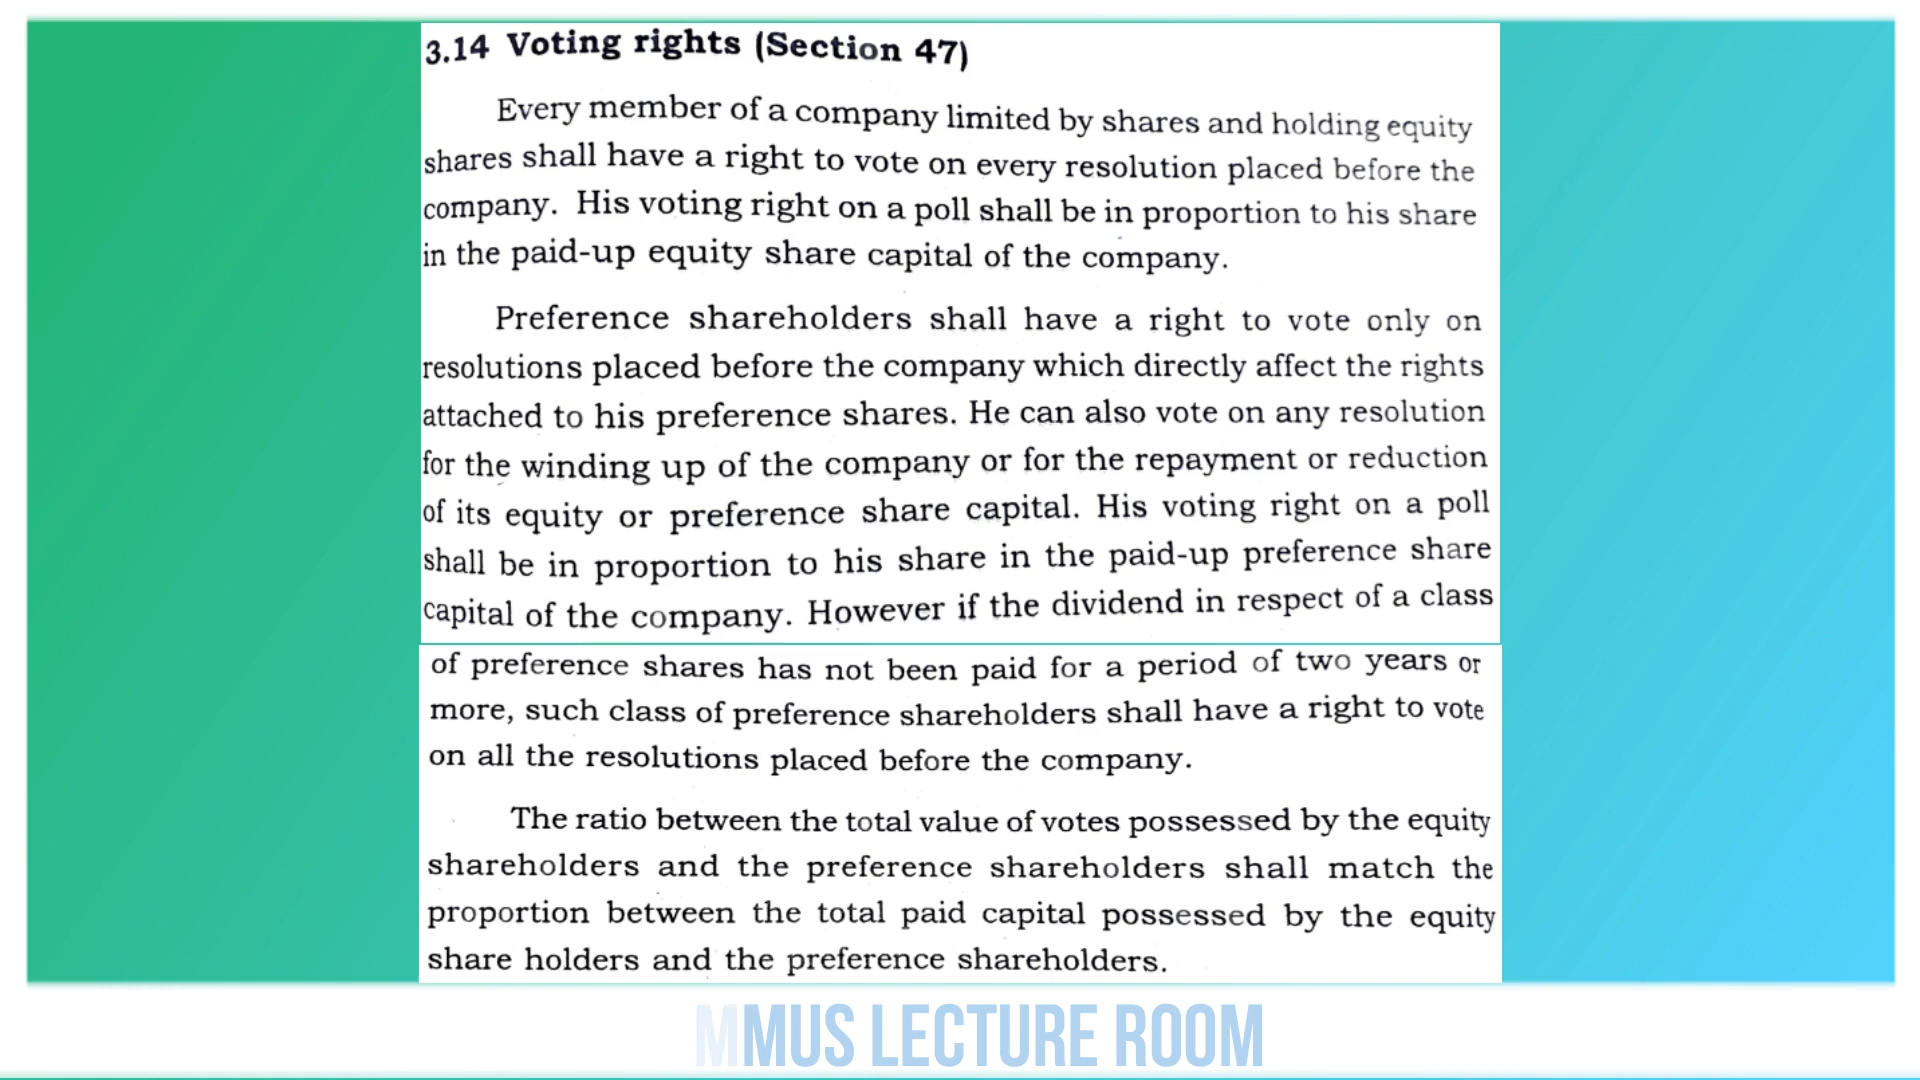 3.14 Voting rights (Section 47)
Every member of a company limited by shares and holding equity
shares shall have a right to vote on every resolution placed before the
company. His voting right on a poll shall be in proportion to his share
in the paid-up equity share capital of the company.
Preference shareholders shall have a right to vote only on
resolutions placed before the company which directly affect the rights
attached to his preference shares. He can also vote on any resolution
for the winding up of the company or for the repayment or reduction
of its equity or preference share capital. His voting right on a poll
shall be in proportion to his share in the paid-up preference share
capital of the company. However if the dividend in respect of a class
of preference shares has not been paid for a period of two years or
more, such class of preference shareholders shall have a right to vote
on all the resolutions placed before the company.
The ratio between the total value of votes possessed by the equity
shareholders and the preference shareholders shall match the
proportion between the total paid capital possessed by the equity
share holders and the preference shareholders.
MMUS LECTURE ROOM